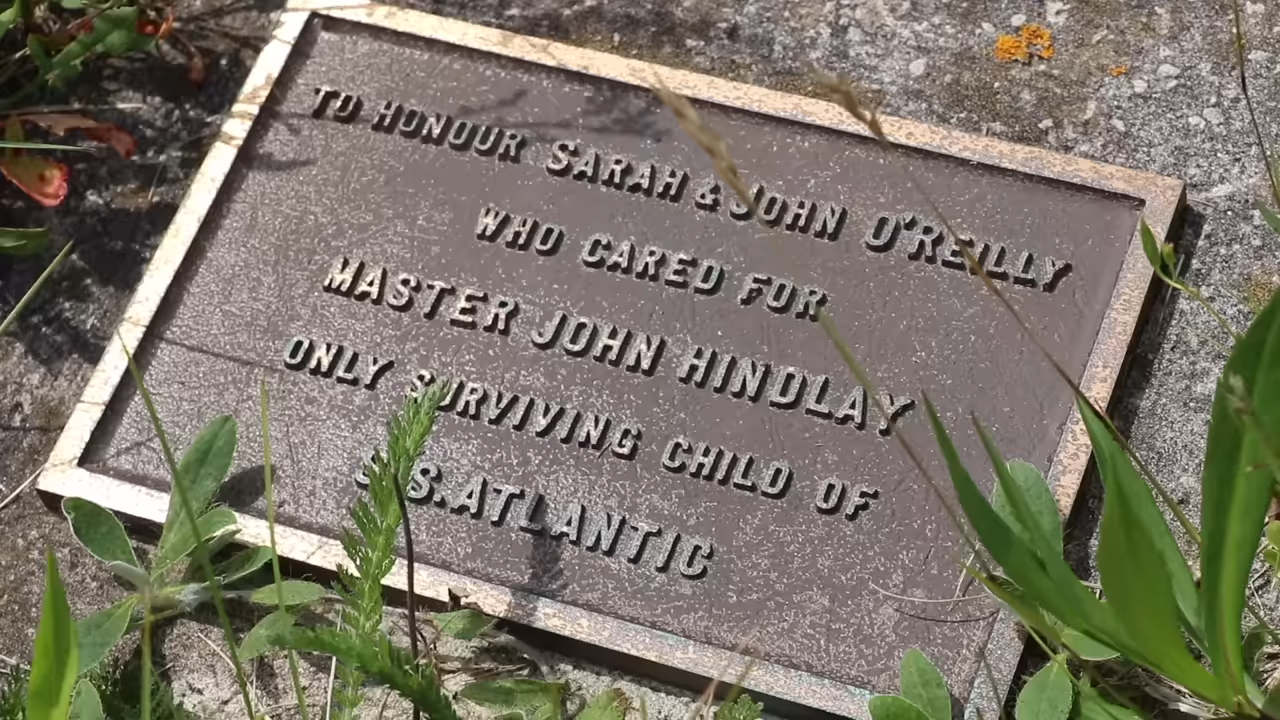 TO HONOUR SARAH & JOHN O'REILLY
WHO CARED FOR
MASTER JOHN HINDLAY
ONLY SURVIVING CHILD OF
S.S. ATLANTIC